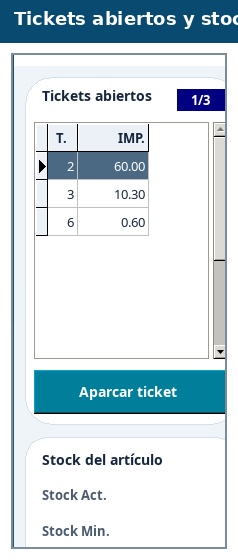 Tickets abiertos y stoc
Tickets abiertos
1/3
T. IMP.
2 60.00
3 10.30
6 0.60
Aparcar ticket
Stock del artículo
Stock Act.
Stock Min.